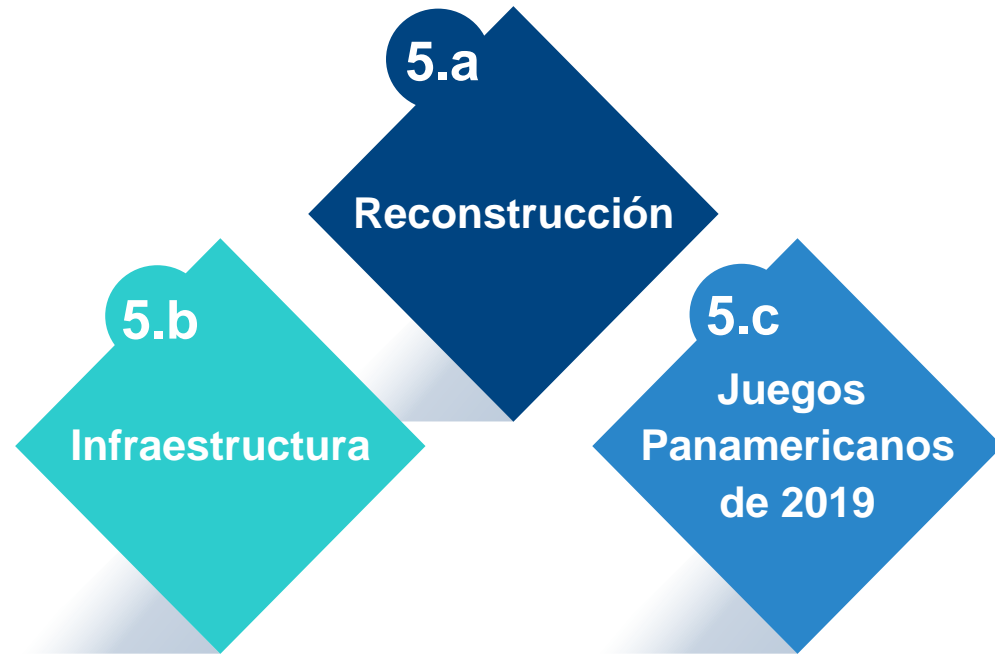 5.a
Reconstrucción
5.b
Infraestructura
5.c
Juegos
Panamericanos
de 2019